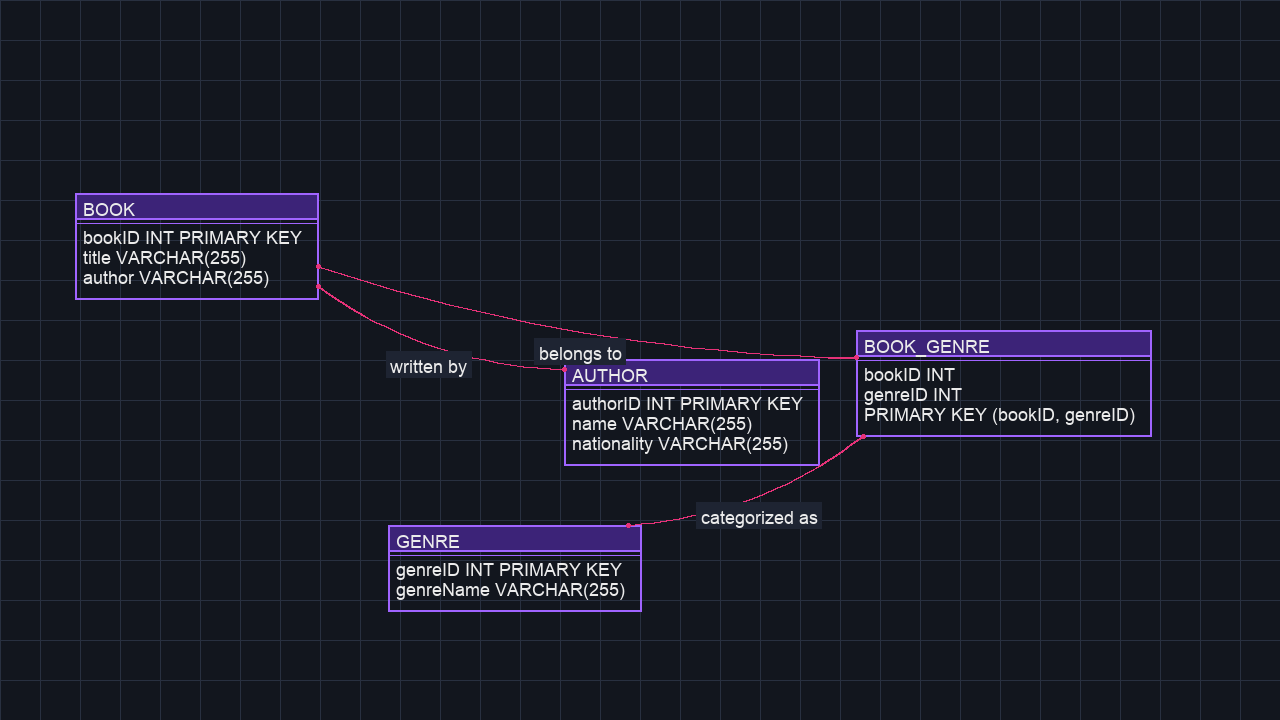 BOOK
bookID INT PRIMARY KEY
title VARCHAR(255)
author VARCHAR(255)
written by
belongs to
AUTHOR
authorID INT PRIMARY KEY
name VARCHAR(255)
nationality VARCHAR(255)
BOOK_GENRE
bookID INT
genreID INT
PRIMARY KEY (bookID, genreID)
categorized as
GENRE
genreID INT PRIMARY KEY
genreName VARCHAR(255)